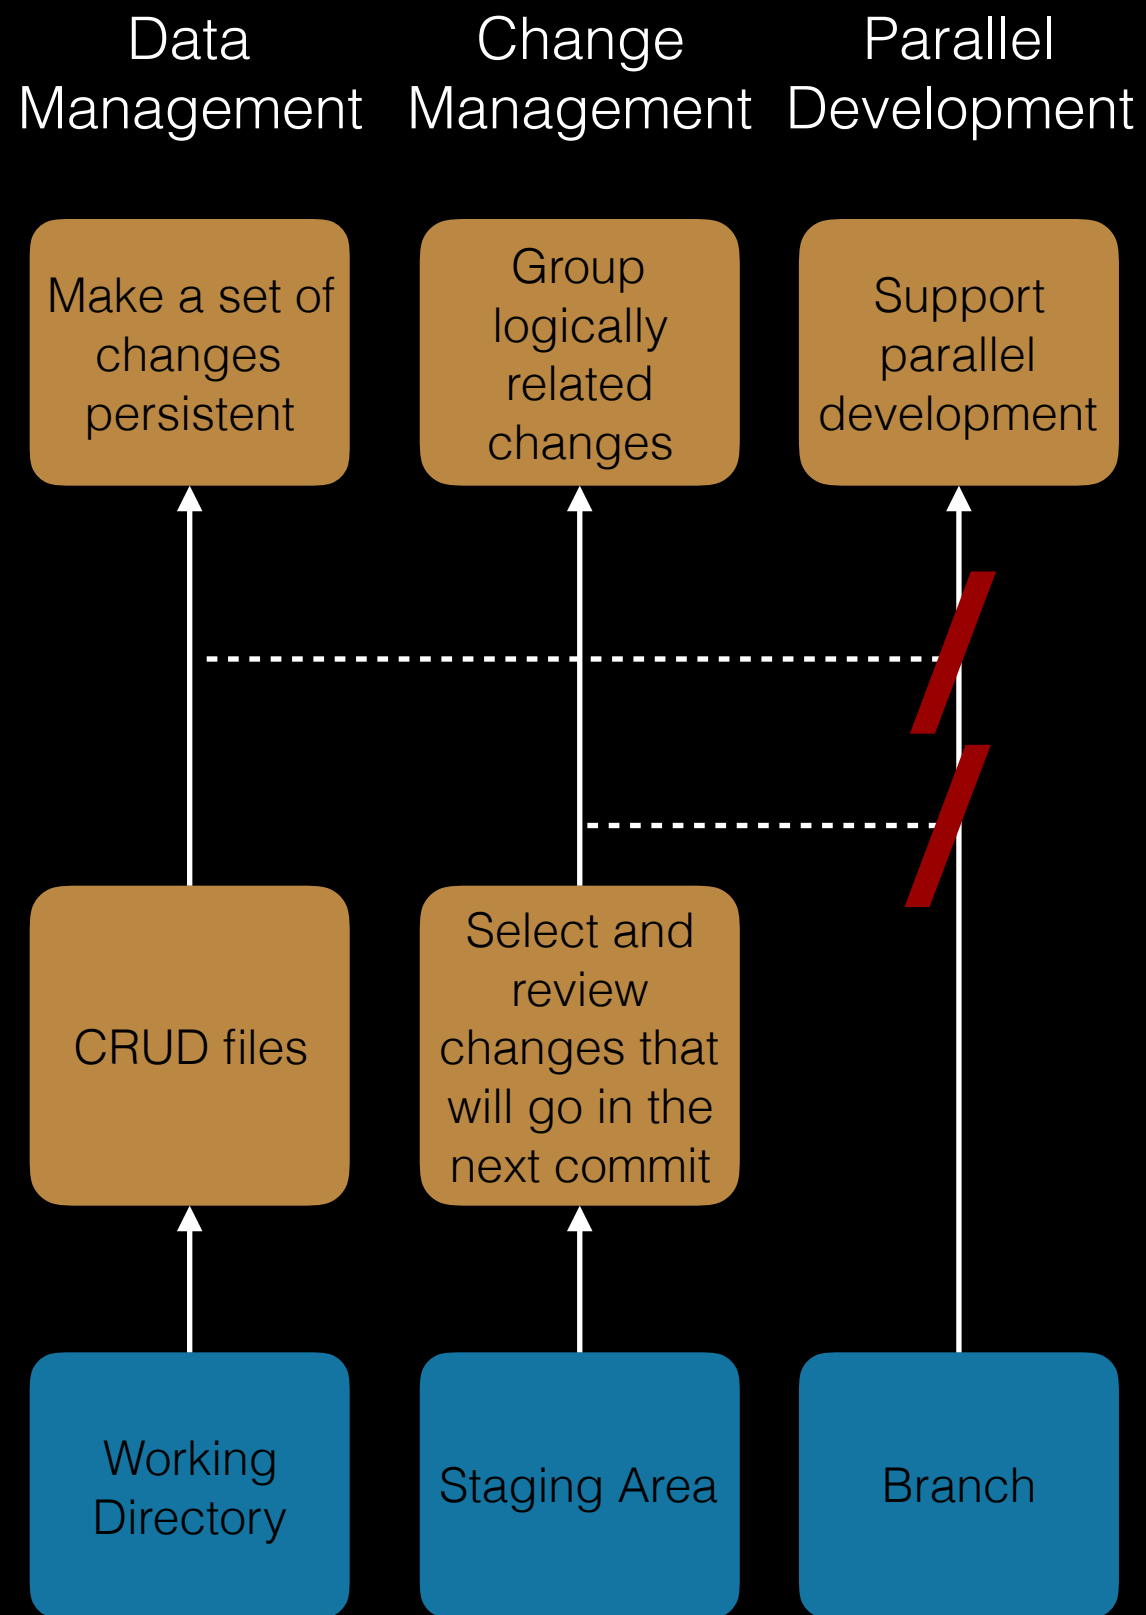 Data
Management
Change
Management
Parallel
Development
Make a set of
changes
persistent
Group
logically
related
changes
Support
parallel
development
CRUD files
Select and
review
changes that
will go in the
next commit
Working
Directory
Staging Area
Branch